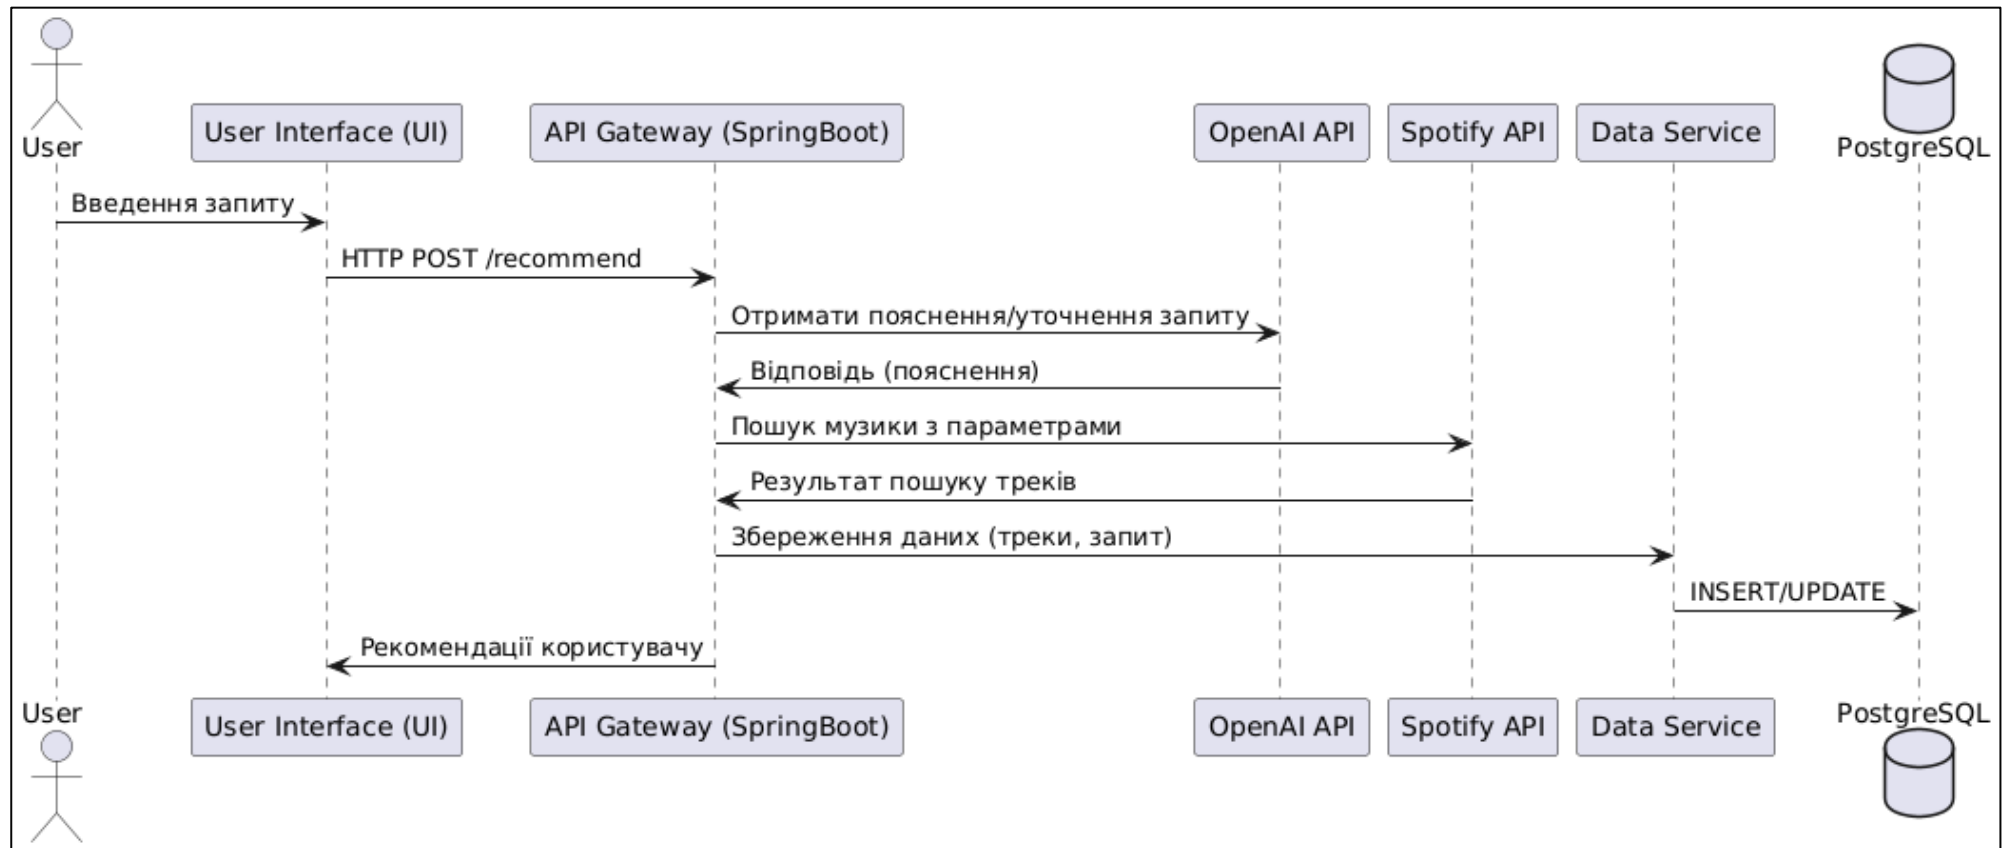 User
User Interface (UI)
API Gateway (SpringBoot)
OpenAI API
Spotify API
Data Service
PostgreSQL
Введення запиту
HTTP POST /recommend
Отримати пояснення/уточнення запиту
Відповідь (пояснення)
Пошук музики з параметрами
Результат пошуку треків
Збереження даних (треки, запит)
INSERT/UPDATE
Рекомендації користувачу
User
User Interface (UI)
API Gateway (SpringBoot)
OpenAI API
Spotify API
Data Service
PostgreSQL